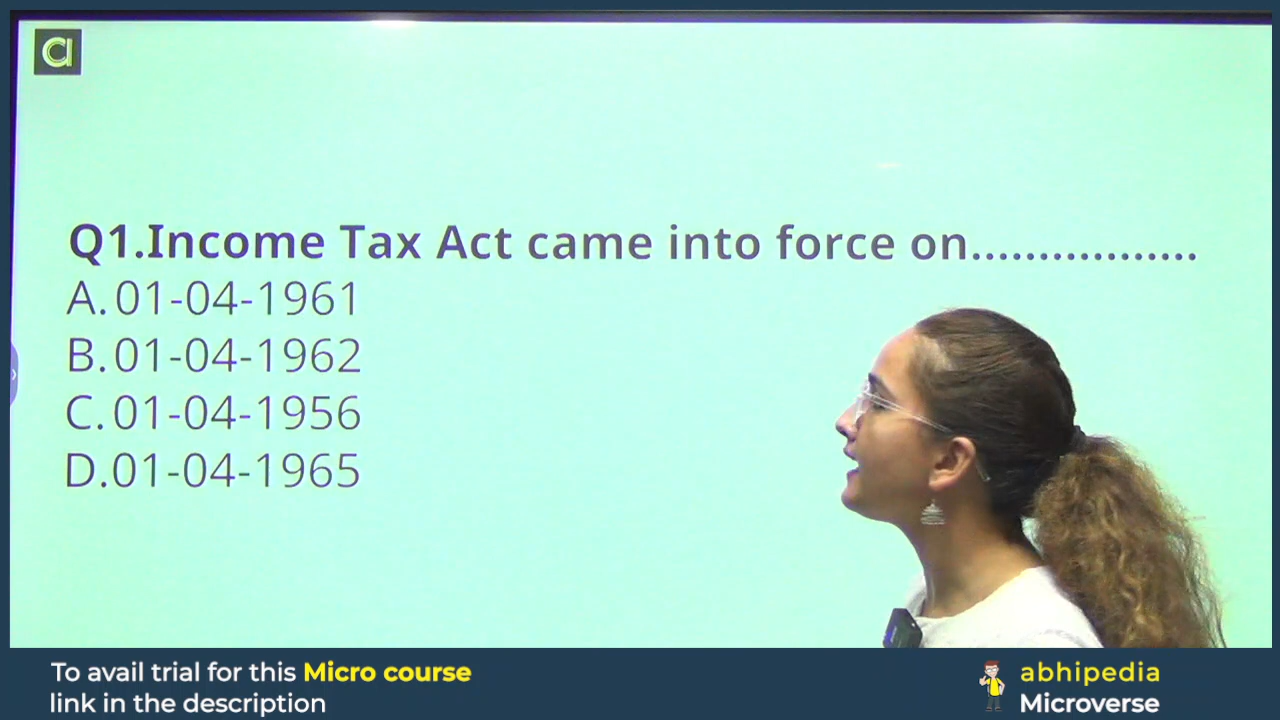 a
Q1.Income Tax Act came into force on.................
A.01-04-1961
B.01-04-1962
C.01-04-1956
D.01-04-1965
To avail trial for this Micro course
link in the description
abhipedia
Microverse